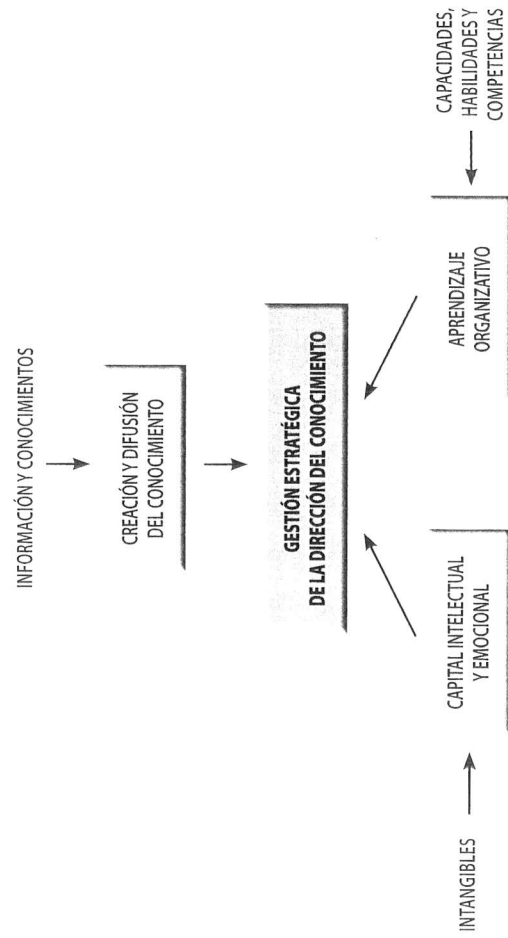 INFORMACIÓN Y CONOCIMIENTOS
CREACIÓN Y DIFUSIÓN
DEL CONOCIMIENTO
GESTIÓN ESTRATÉGICA
DE LA DIRECCIÓN DEL CONOCIMIENTO
INTANGIBLES
CAPITAL INTELECTUAL
Y EMOCIONAL
APRENDIZAJE
ORGANIZATIVO
CAPACIDADES,
HABILIDADES Y
COMPETENCIAS